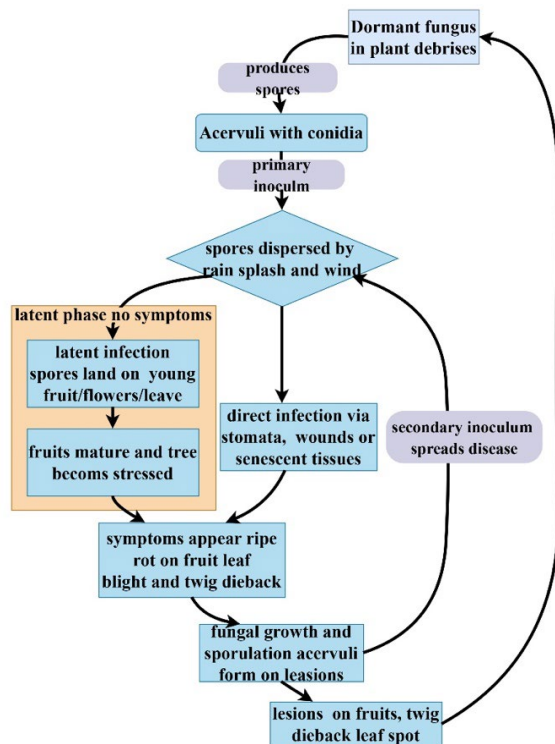 Dormant fungus
in plant debrises
produces
spores
Acervuli with conidia
primary
inoculm
spores dispersed by
rain splash and wind
latent phase no symptoms
latent infection
spores land on young
fruit/flowers/leave
fruits mature and tree
becoms stressed
direct infection via
stomata, wounds or
senescent tissues
secondary inoculum
spreads disease
symptoms appear ripe
rot on fruit leaf
blight and twig dieback
fungal growth and
sporulation acervuli
form on leasions
lesions on fruits, twig
dieback leaf spot